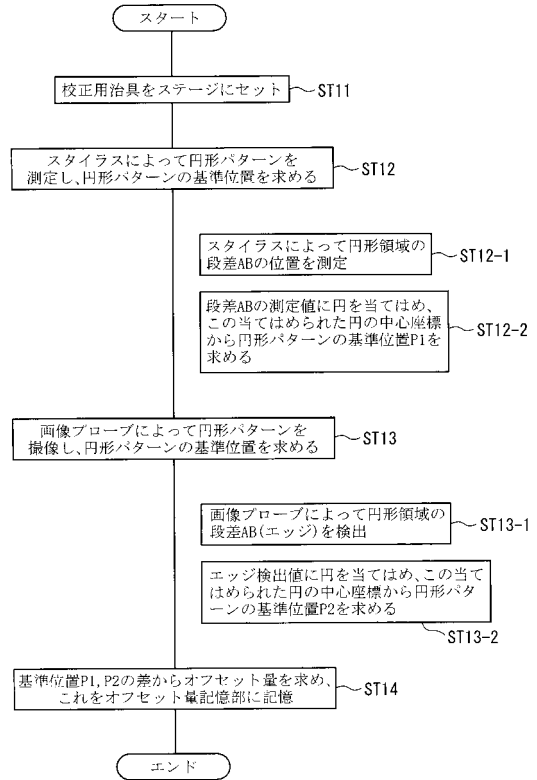 スタート
校正用治具をステージにセット
ST11
スタイラスによって円形パターンを
測定し、円形パターンの基準位置を求める
ST12
スタイラスによって円形領域の
段差ABの位置を測定
ST12-1
段差ABの測定値に円を当てはめ、
この当てはめられた円の中心座標
から円形パターンの基準位置P1を
求める
ST12-2
画像プローブによって円形パターンを
撮像し、円形パターンの基準位置を求める
ST13
画像プローブによって円形領域の
段差AB(エッジ)を検出
ST13-1
エッジ検出値に円を当てはめ、この当て
はめられた円の中心座標から円形パター
ンの基準位置P2を求める
ST13-2
基準位置P1,P2の差からオフセット量を求め、
これをオフセット量記憶部に記憶
ST14
エンド